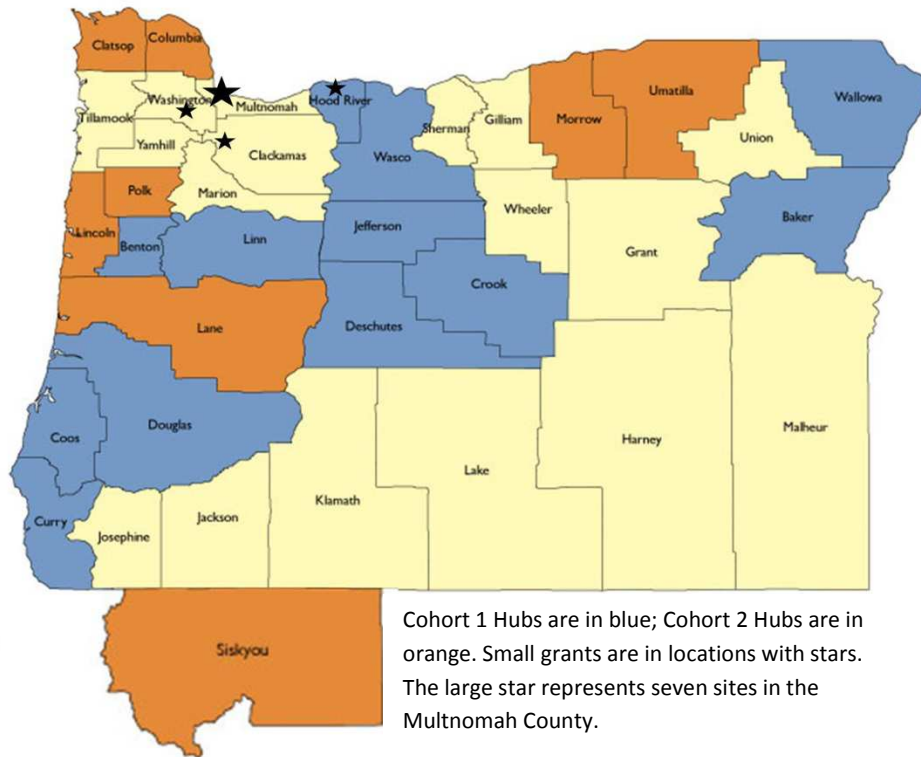 Clatsop
Columbia
Washington
Multnomah
Hood River
Tillamook
Yamhill
Clackamas
Wasco
Sherman
Gilliam
Morrow
Umatilla
Union
Wallowa
Polk
Marion
Lincoln
Benton
Linn
Jefferson
Wheeler
Grant
Baker
Crook
Lane
Deschutes
Douglas
Coos
Harney
Malheur
Lake
Klamath
Curry
Josephine
Jackson
Siskyou
Cohort 1 Hubs are in blue; Cohort 2 Hubs are in
orange. Small grants are in locations with stars.
The large star represents seven sites in the
Multnomah County.